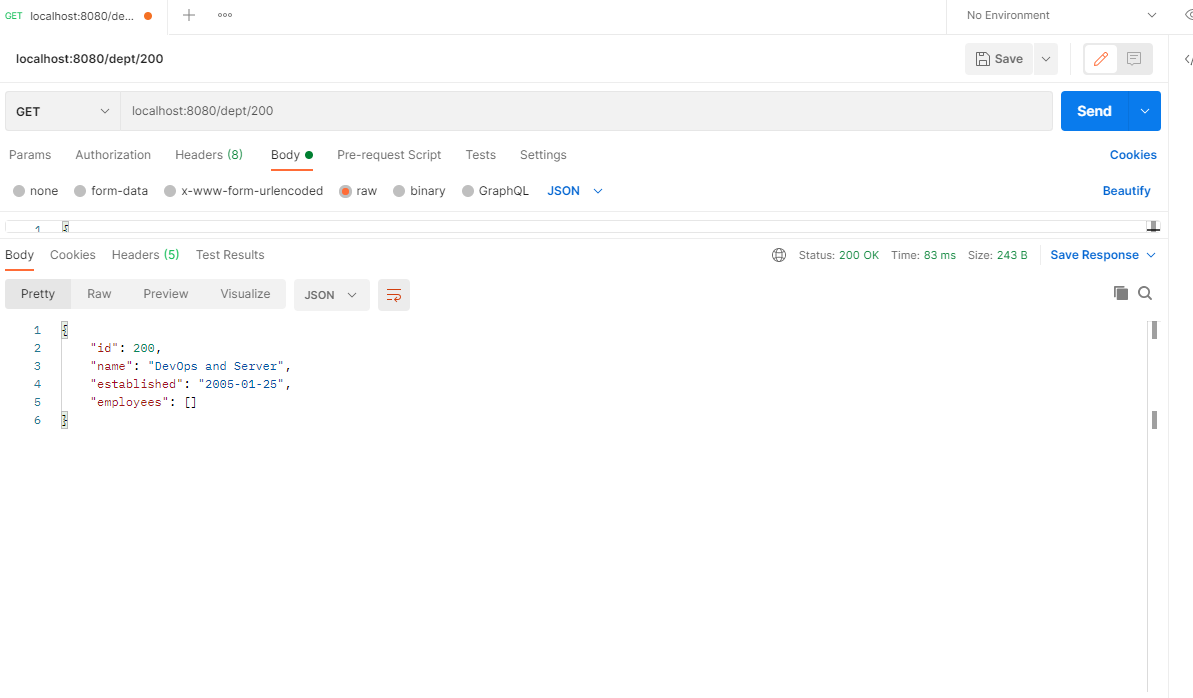 GET localhost:8080/de...
No Environment
localhost:8080/dept/200
Save
GET localhost:8080/dept/200
Send
Params Authorization Headers (8) Body Pre-request Script Tests Settings Cookies
none form-data x-www-form-urlencoded raw binary GraphQL JSON Beautify
1 {
Body Cookies Headers (5) Test Results Status: 200 OK Time: 83 ms Size: 243 B Save Response
Pretty Raw Preview Visualize JSON
1 {
2 "id": 200,
3 "name": "DevOps and Server",
4 "established": "2005-01-25",
5 "employees": []
6 }